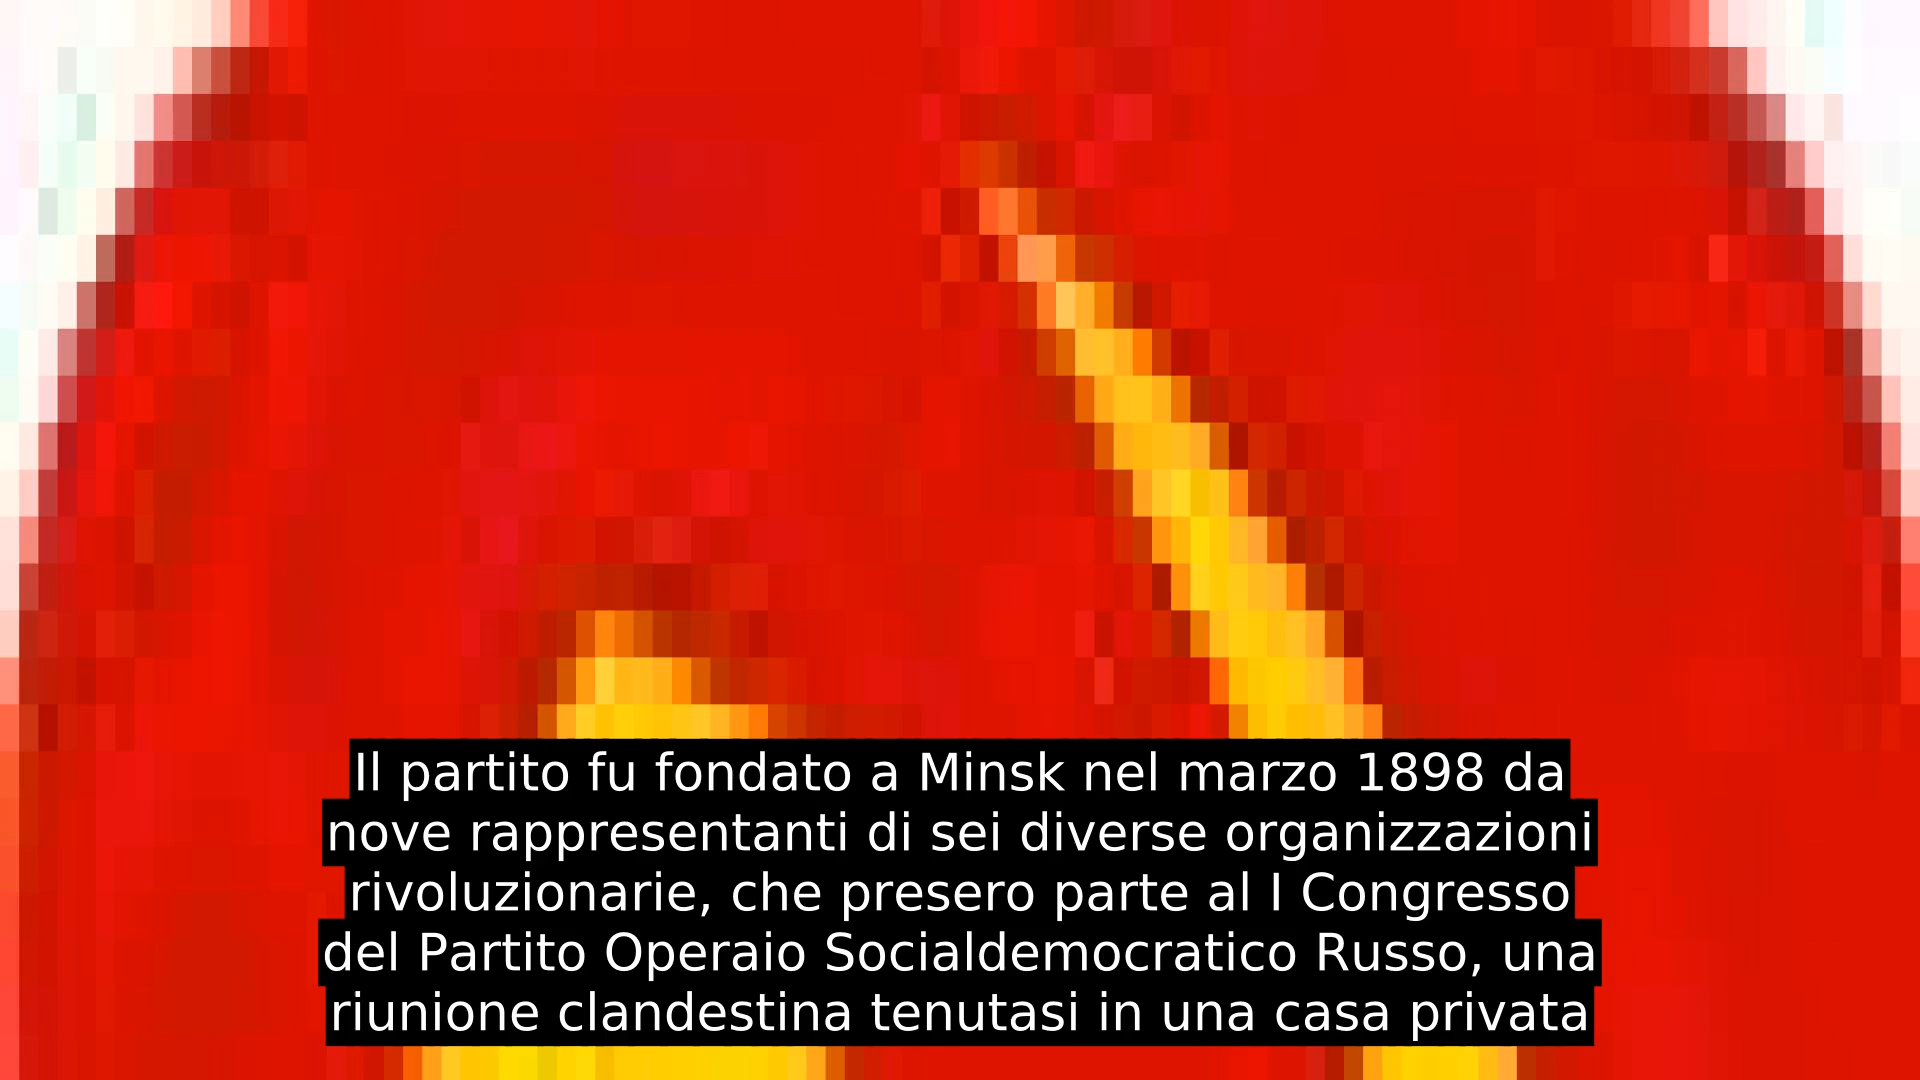 Il partito fu fondato a Minsk nel marzo 1898 da
nove rappresentanti di sei diverse organizzazioni
rivoluzionarie, che presero parte al I Congresso
del Partito Operaio Socialdemocratico Russo, una
riunione clandestina tenutasi in una casa privata